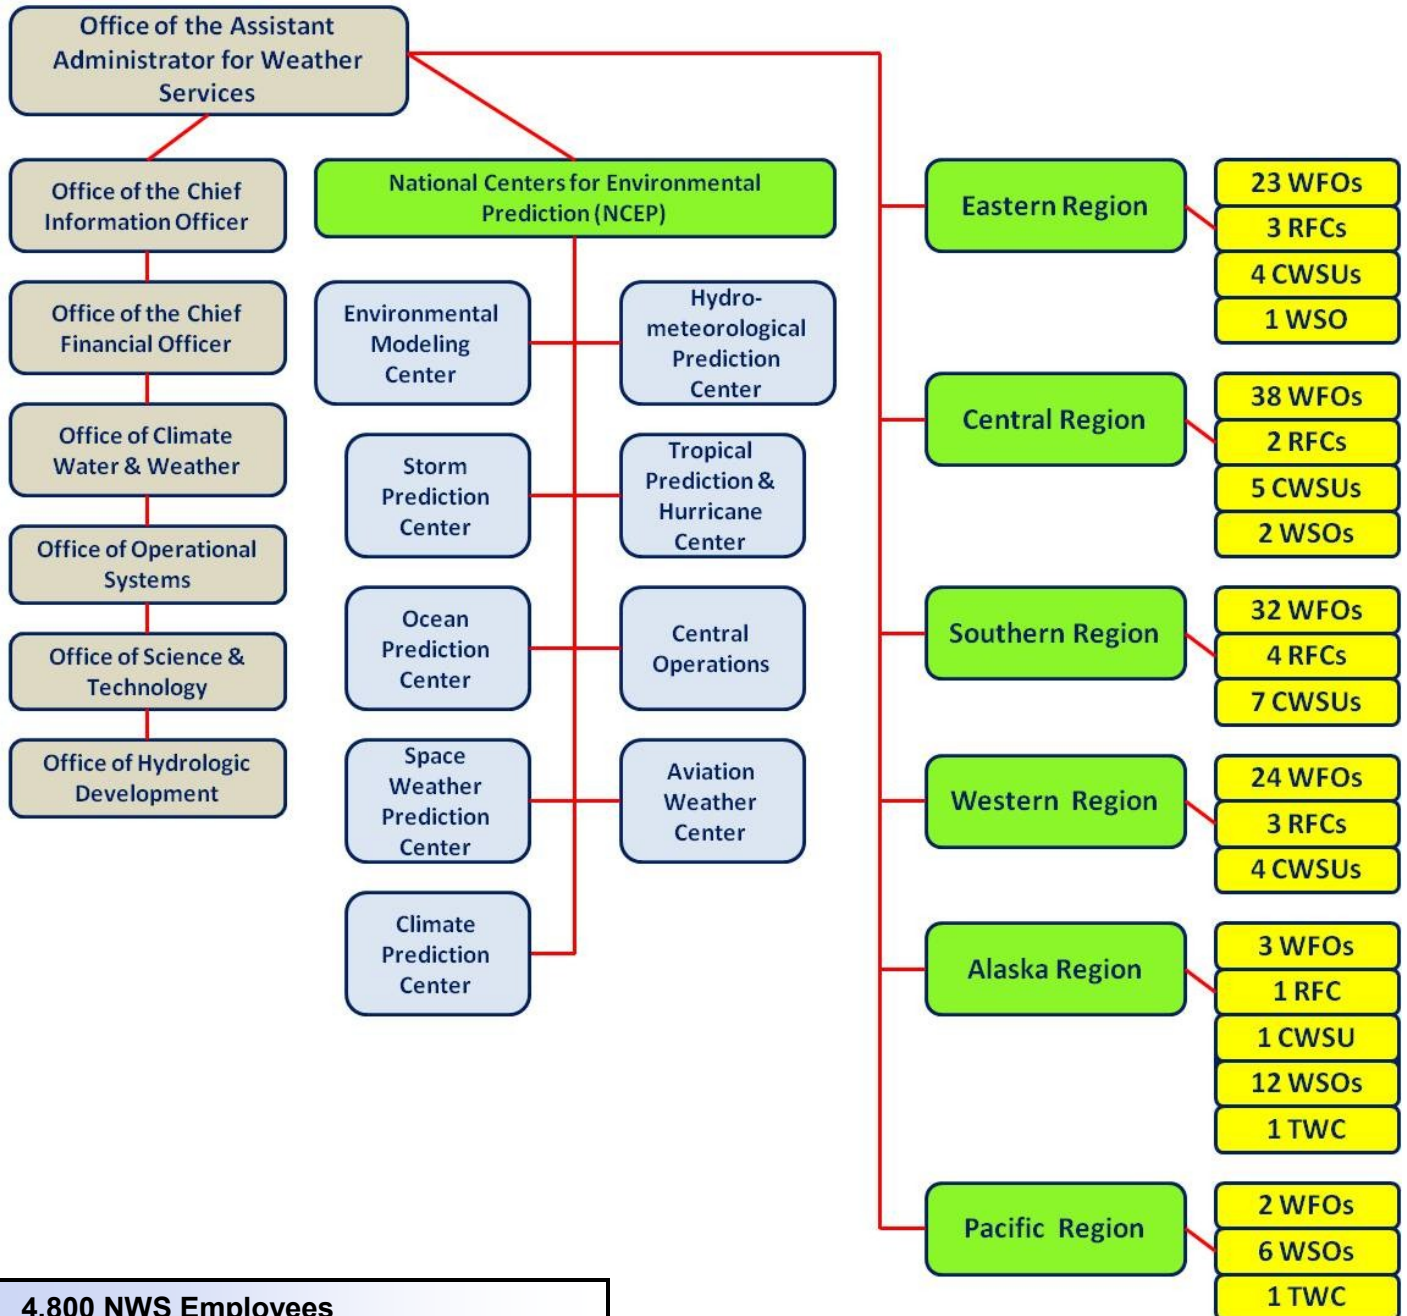 Office of the Assistant
Administrator for Weather
Services
Office of the Chief
Information Officer
Office of the Chief
Financial Officer
Office of Climate
Water & Weather
Office of Operational
Systems
Office of Science &
Technology
Office of Hydrologic
Development
National Centers for Environmental
Prediction (NCEP)
Environmental
Modeling
Center
Hydro-
meteorological
Prediction
Center
Storm
Prediction
Center
Tropical
Prediction &
Hurricane
Center
Ocean
Prediction
Center
Central
Operations
Space
Weather
Prediction
Center
Aviation
Weather
Center
Climate
Prediction
Center
Eastern Region
23 WFOs
3 RFCs
4 CWSUs
1 WSO
Central Region
38 WFOs
2 RFCs
5 CWSUs
2 WSOs
Southern Region
32 WFOs
4 RFCs
7 CWSUs
Western Region
24 WFOs
3 RFCs
4 CWSUs
Alaska Region
3 WFOs
1 RFC
1 CWSU
12 WSOs
1 TWC
Pacific Region
2 WFOs
6 WSOs
1 TWC
4,800 NWS Employees